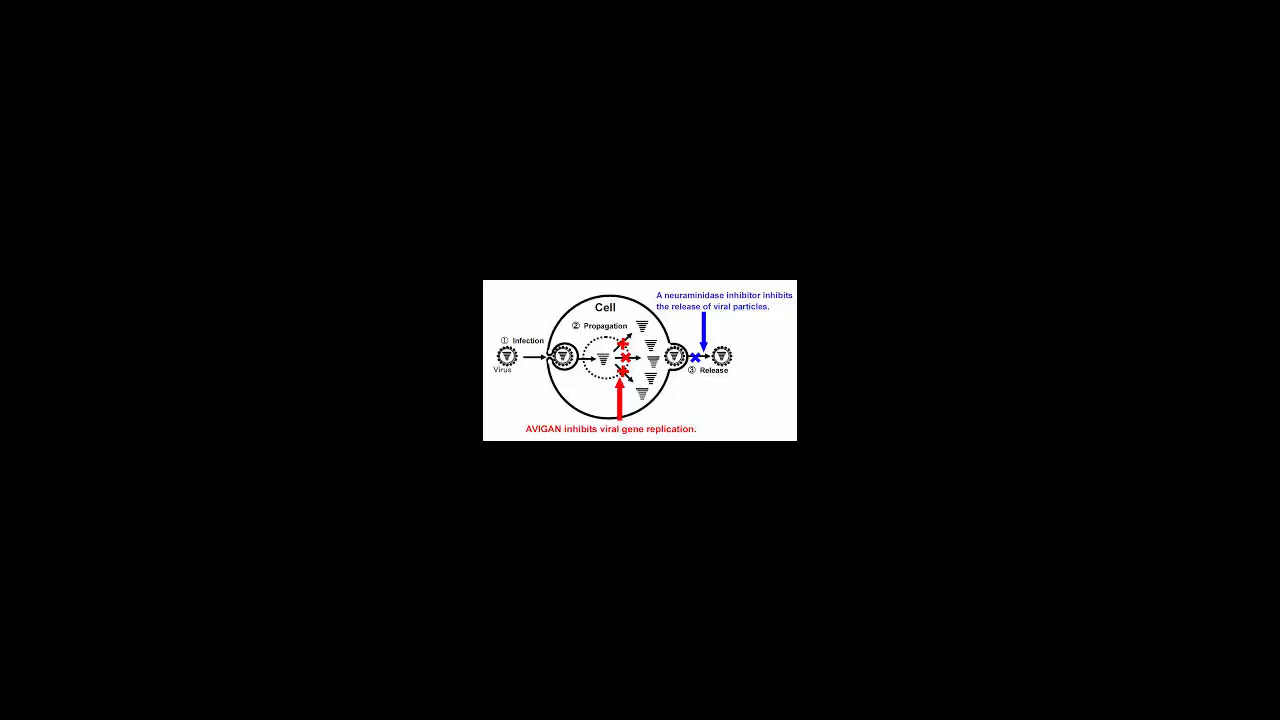 A neuraminidase inhibitor inhibits
the release of viral particles.
Cell
② Propagation
① Infection
Virus
③ Release
AVIGAN inhibits viral gene replication.